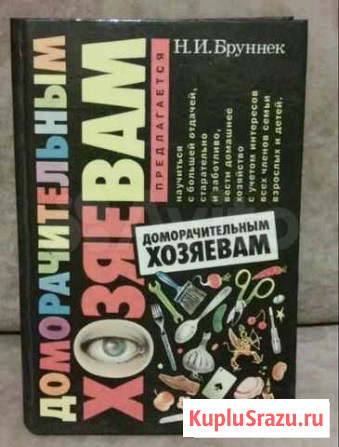 Н.И.Бруннек
ДОМОРАЧИТЕЛЬНЫМ
ХОЗЯЕВАМ
ПРЕДЛАГАЕТСЯ
научиться
с большей отдачей,
старательно
и заботливо,
вести домашнее
хозяйство
с учетом интересов
всех членов семьи
взрослых и детей.
ДОМОРАЧИТЕЛЬНЫМ
ХОЗЯЕВАМ
KupluSrazu.ru